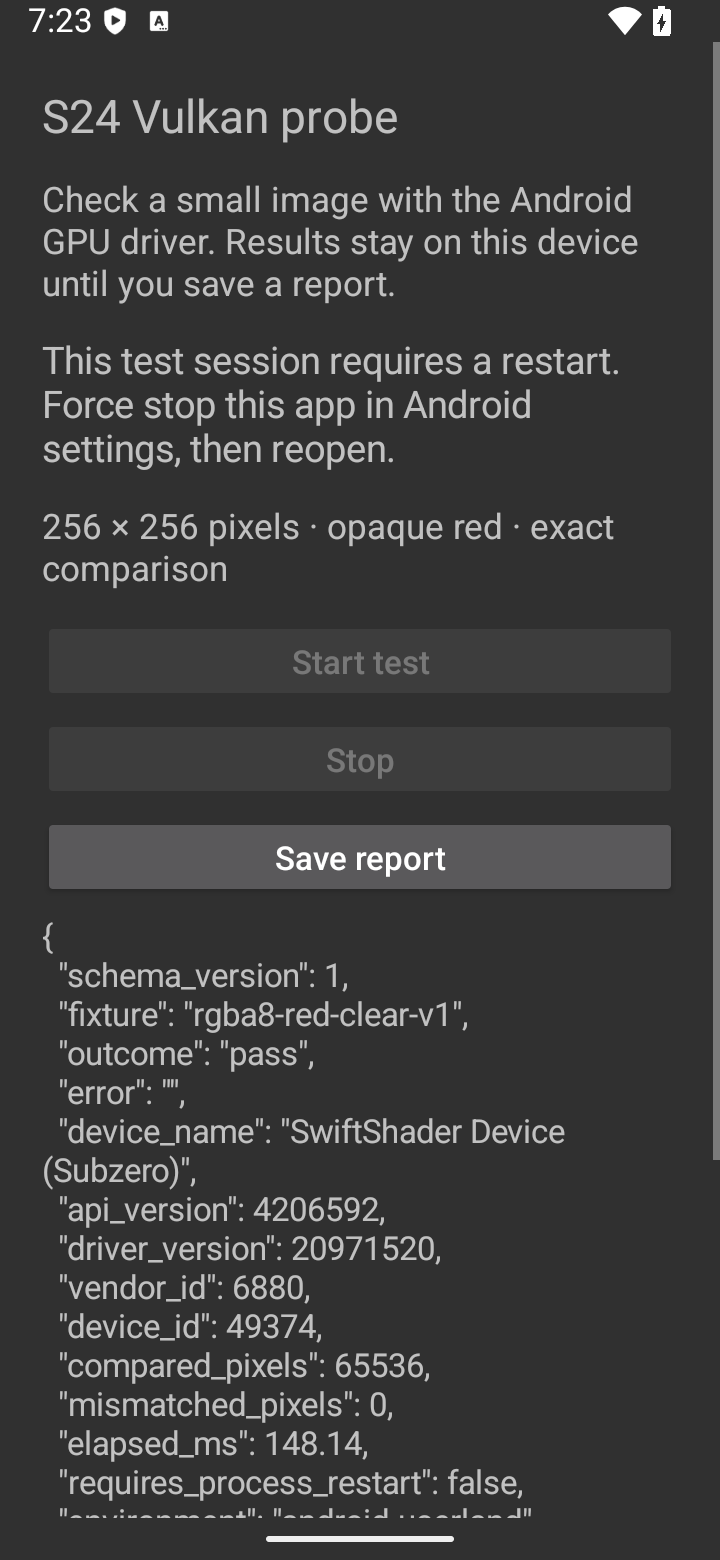 7:23
S24 Vulkan probe
Check a small image with the Android
GPU driver. Results stay on this device
until you save a report.
This test session requires a restart.
Force stop this app in Android
settings, then reopen.
256 × 256 pixels · opaque red · exact
comparison
Start test
Stop
Save report
{
"schema_version": 1,
"fixture": "rgba8-red-clear-v1",
"outcome": "pass",
"error": "",
"device_name": "SwiftShader Device
(Subzero)",
"api_version": 4206592,
"driver_version": 20971520,
"vendor_id": 6880,
"device_id": 49374,
"compared_pixels": 65536,
"mismatched_pixels": 0,
"elapsed_ms": 148.14,
"requires_process_restart": false,